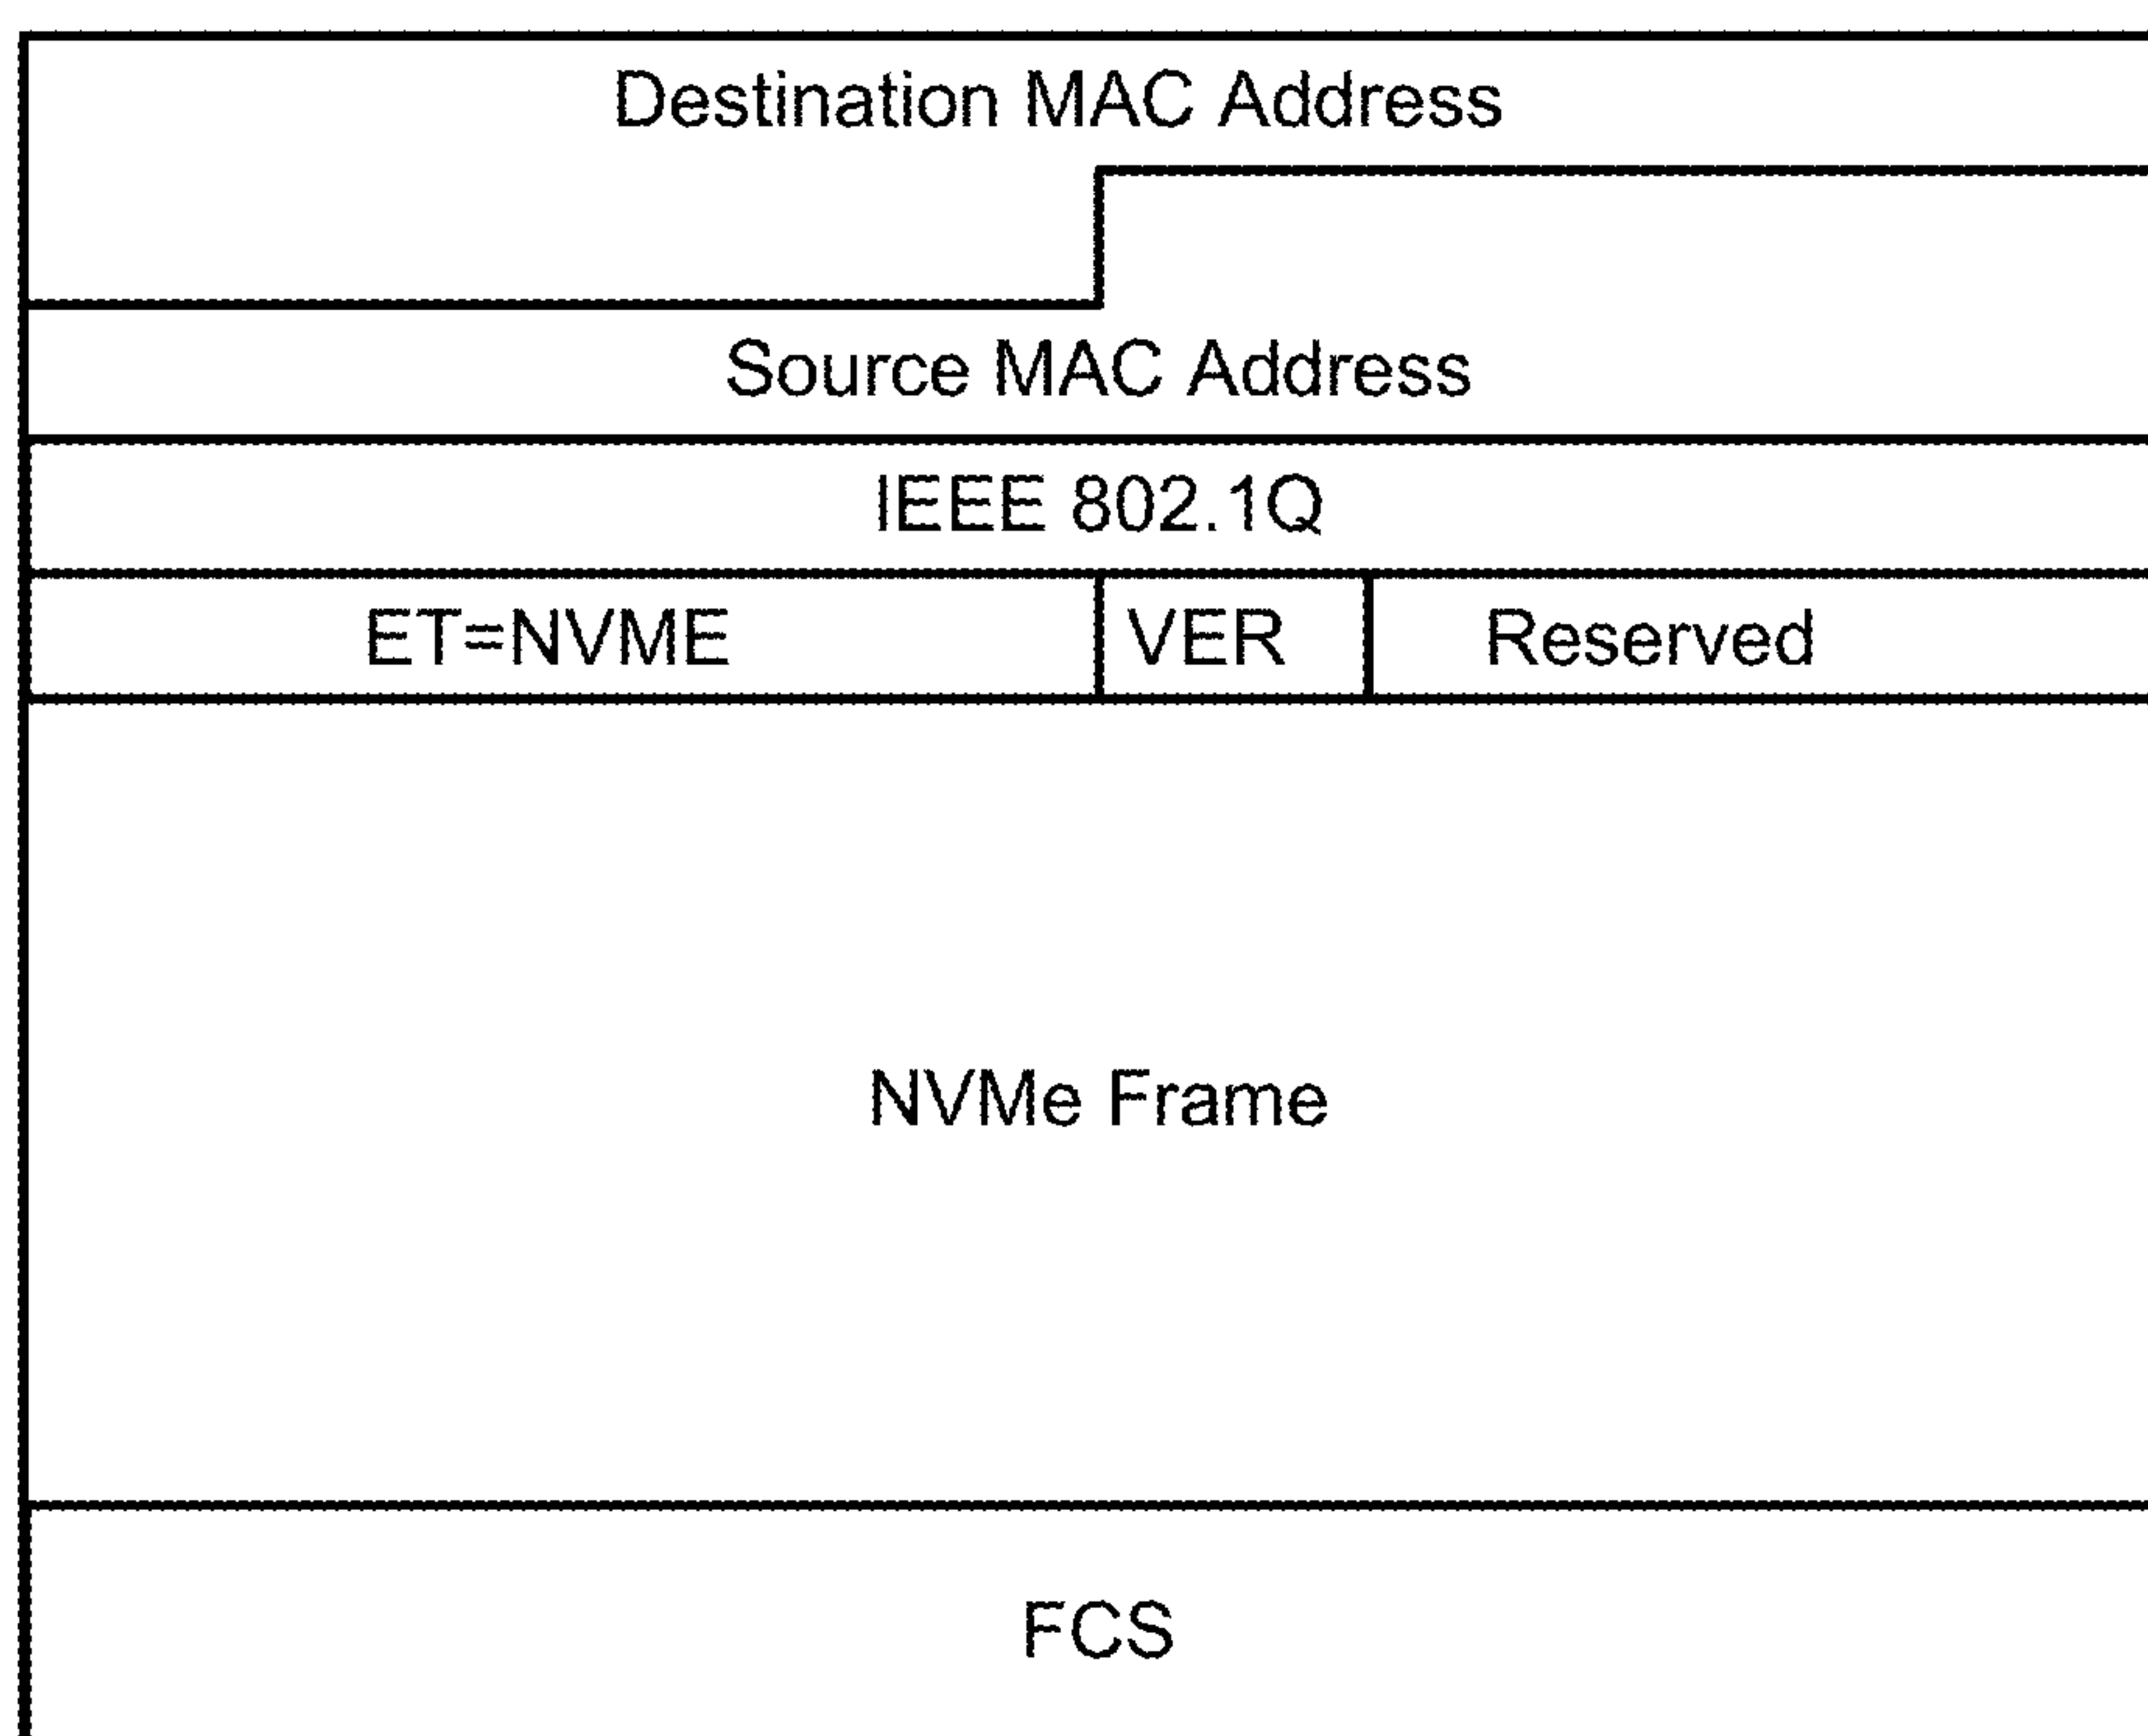 Destination MAC Address
Source MAC Address
IEEE 802.1Q
ET=NVME VER Reserved
NVMe Frame
FCS